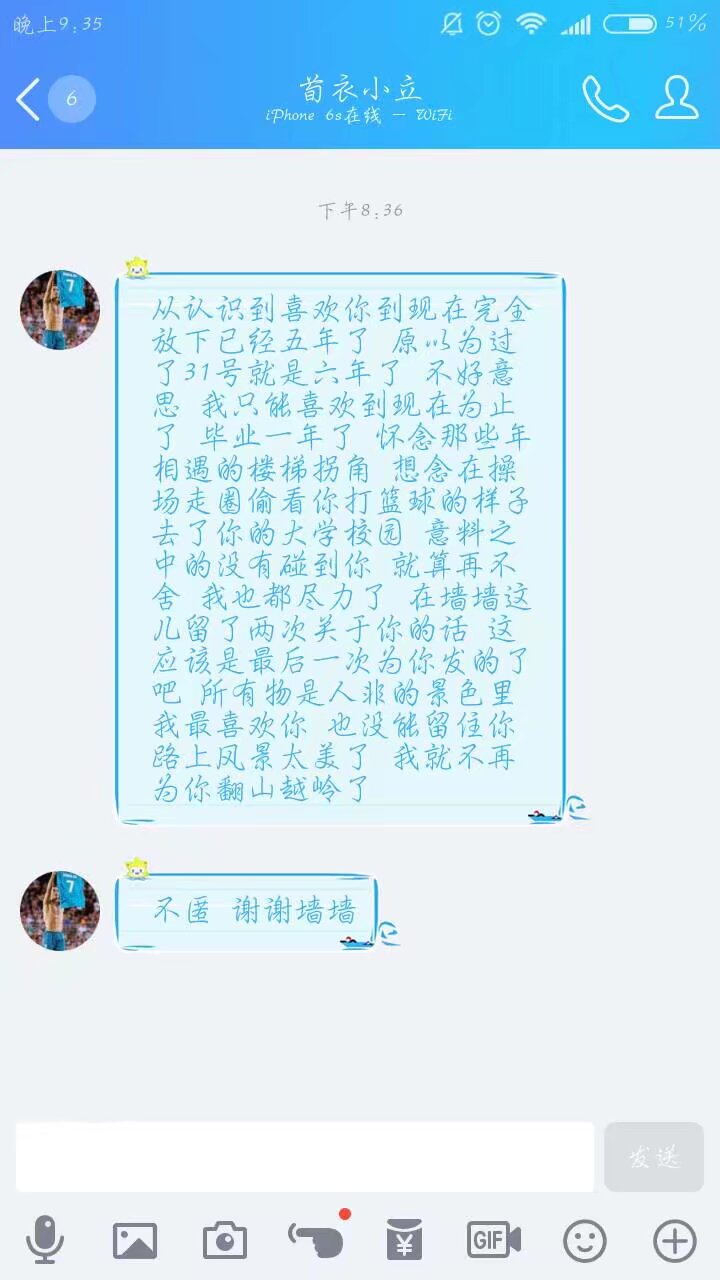 晚上9:35
51%
6
荀衣小立
iPhone 6s在线 - WiFi
下午8:36
从认识到喜欢你到现在完全
放下已经五年了 原以为过
了31号就是六年了 不好意
思 我只能喜欢到现在为止
了 毕业一年了 怀念那些年
相遇的楼梯拐角 想念在操
场走圈偷看你打篮球的样子
去了你的大学校园 意料之
中的没有碰到你 就算再不
舍 我也都尽力了 在墙墙这
儿留了两次关于你的话 这
应该是最后一次为你发的了
吧 所有物是人非的景色里
我最喜欢你 也没能留住你
路上风景太美了 我就不再
为你翻山越岭了
7
不匿 谢谢墙墙
7
发送
GIF